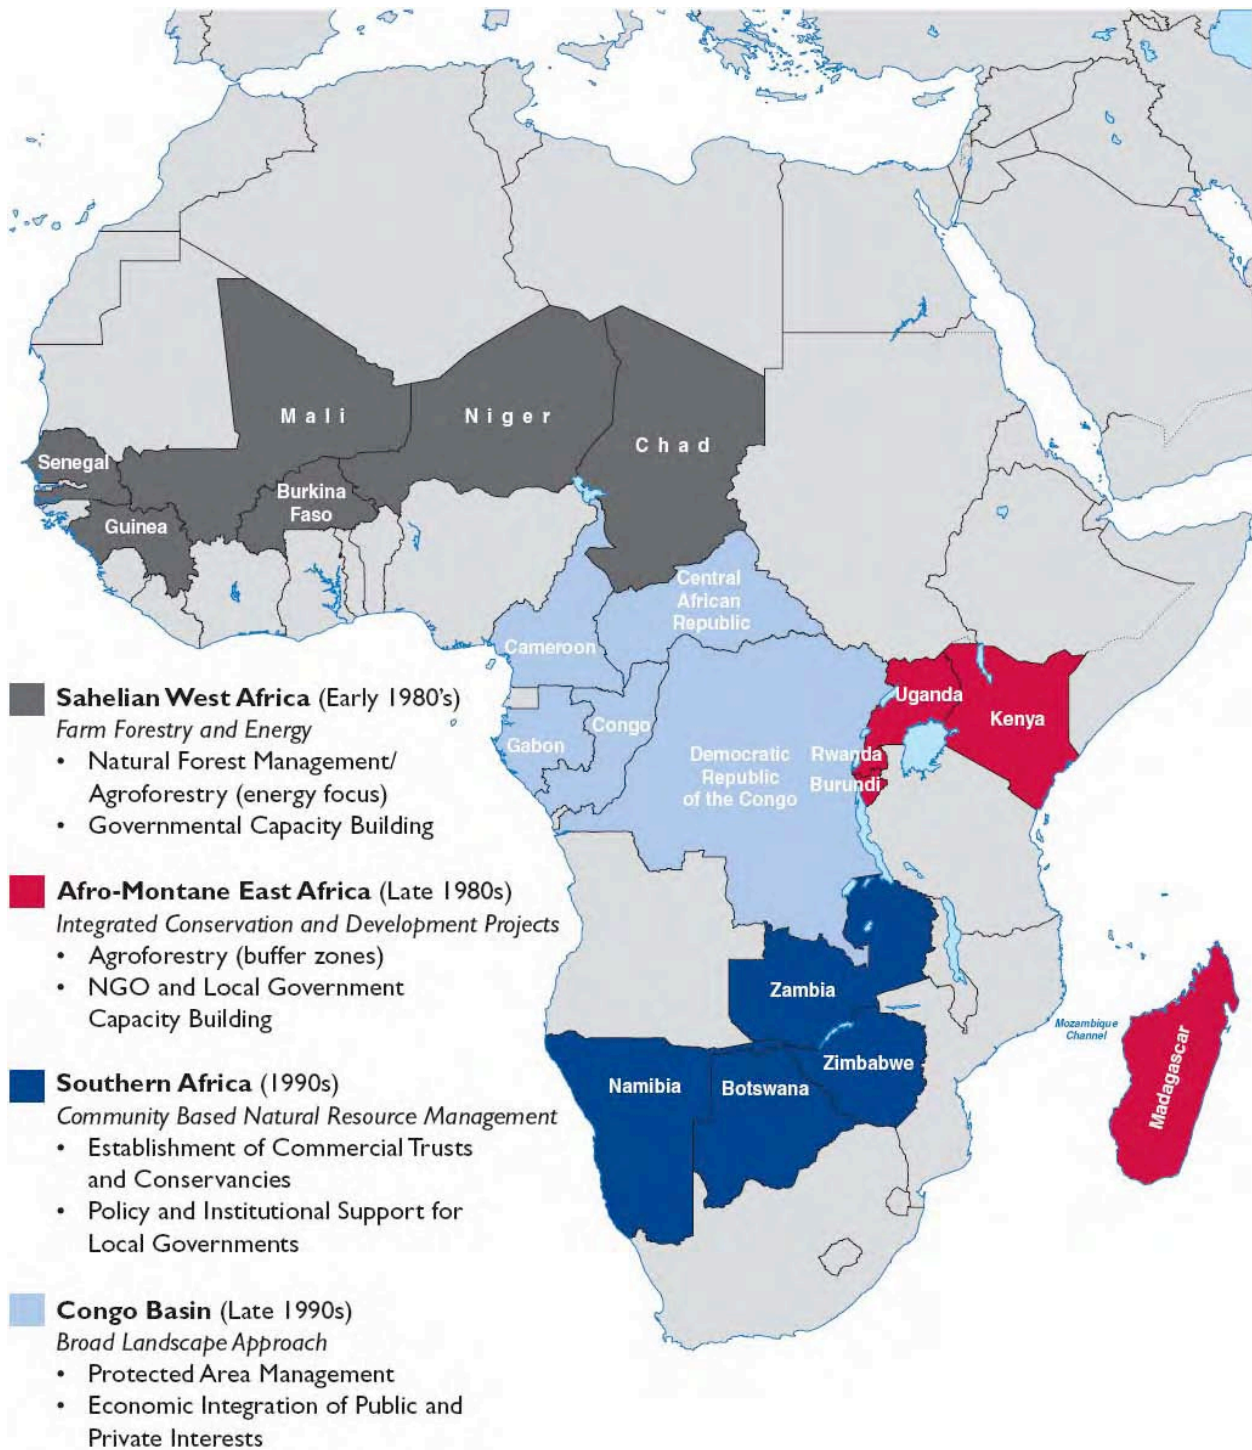 M a l i
N i g e r
C h a d
Senegal
Burkina
Faso
Guinea
Central
African
Republic
Cameroon
Uganda
Kenya
Congo
Gabon
Democratic
Republic
of the Congo
Rwanda
Burundi
Zambia
Mozambique
Channel
Zimbabwe
Namibia
Botswana
Madagascar
Sahelian West Africa (Early 1980's)
Farm Forestry and Energy
• Natural Forest Management/
Agroforestry (energy focus)
• Governmental Capacity Building
Afro-Montane East Africa (Late 1980s)
Integrated Conservation and Development Projects
• Agroforestry (buffer zones)
• NGO and Local Government
Capacity Building
Southern Africa (1990s)
Community Based Natural Resource Management
• Establishment of Commercial Trusts
and Conservancies
• Policy and Institutional Support for
Local Governments
Congo Basin (Late 1990s)
Broad Landscape Approach
• Protected Area Management
• Economic Integration of Public and
Private Interests